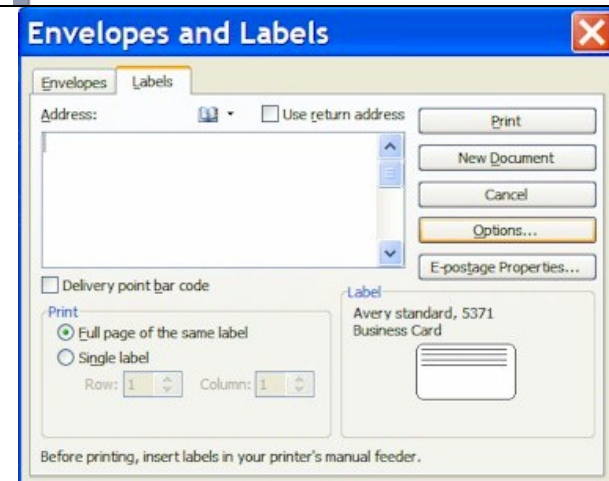 Envelopes and Labels
Envelopes Labels
Address: Use return address
Print
New Document
Cancel
Options...
E-postage Properties...
Delivery point bar code
Print
Full page of the same label
Single label
Row: 1 Column: 1
Label
Avery standard, 5371
Business Card
Before printing, insert labels in your printer's manual feeder.